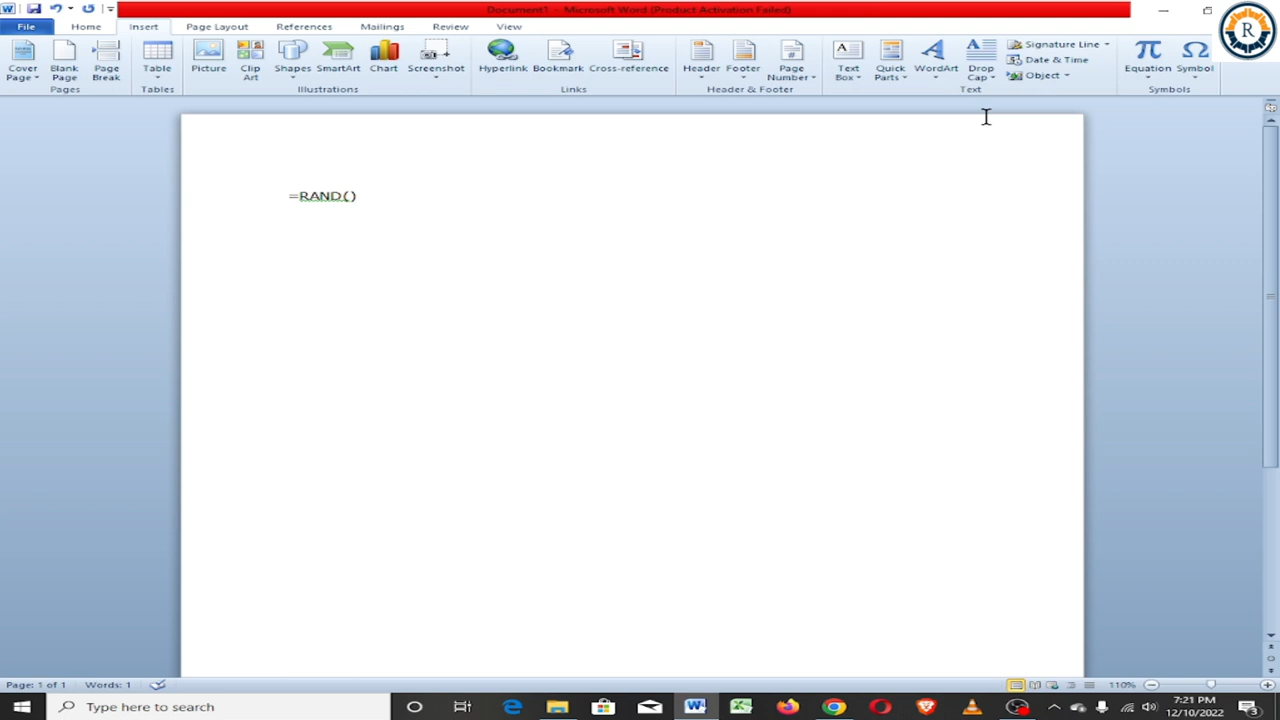 Document1 - Microsoft Word (Product Activation Failed)
File Home Insert Page Layout References Mailings Review View
Cover Page Blank Page Page Break
Pages
Table
Tables
Picture Clip Art Shapes SmartArt Chart Screenshot
Illustrations
Hyperlink Bookmark Cross-reference
Links
Header Footer Page Number
Header & Footer
Text Box Quick Parts WordArt Drop Cap
Signature Line
Date & Time
Object
Text
Equation Symbol
Symbols
R
=RAND()
Page: 1 of 1 Words: 1
110%
Type here to search
7:21 PM
12/10/2022
3